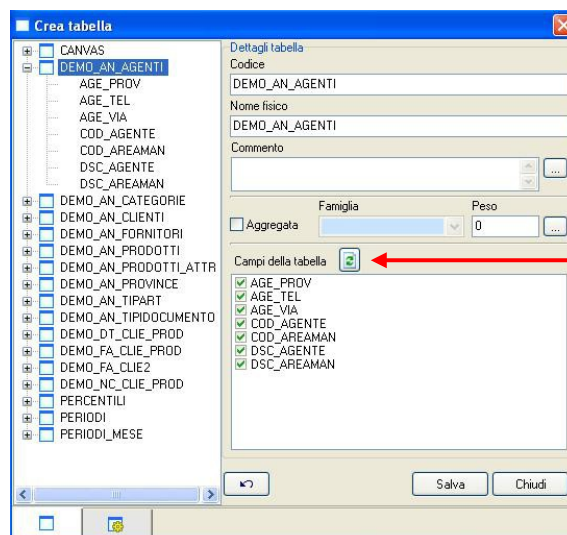 Crea tabella
CANVAS
DEMO_AN_AGENTI
AGE_PROV
AGE_TEL
AGE_VIA
COD_AGENTE
COD_AREAMAN
DSC_AGENTE
DSC_AREAMAN
DEMO_AN_CATEGORIE
DEMO_AN_CLIENTI
DEMO_AN_FORNITORI
DEMO_AN_PRODOTTI
DEMO_AN_PRODOTTI_ATTR
DEMO_AN_PROVINCE
DEMO_AN_TIPART
DEMO_AN_TIPIDOCUMENTO
DEMO_DT_CLIE_PROD
DEMO_FA_CLIE_PROD
DEMO_FA_CLIE2
DEMO_NC_CLIE_PROD
PERCENTILI
PERIODI
PERIODI_MESE
Dettagli tabella
Codice
DEMO_AN_AGENTI
Nome fisico
DEMO_AN_AGENTI
Commento
...
Famiglia Peso
Aggregata 0 ...
Campi della tabella
AGE_PROV
AGE_TEL
AGE_VIA
COD_AGENTE
COD_AREAMAN
DSC_AGENTE
DSC_AREAMAN
Salva Chiudi